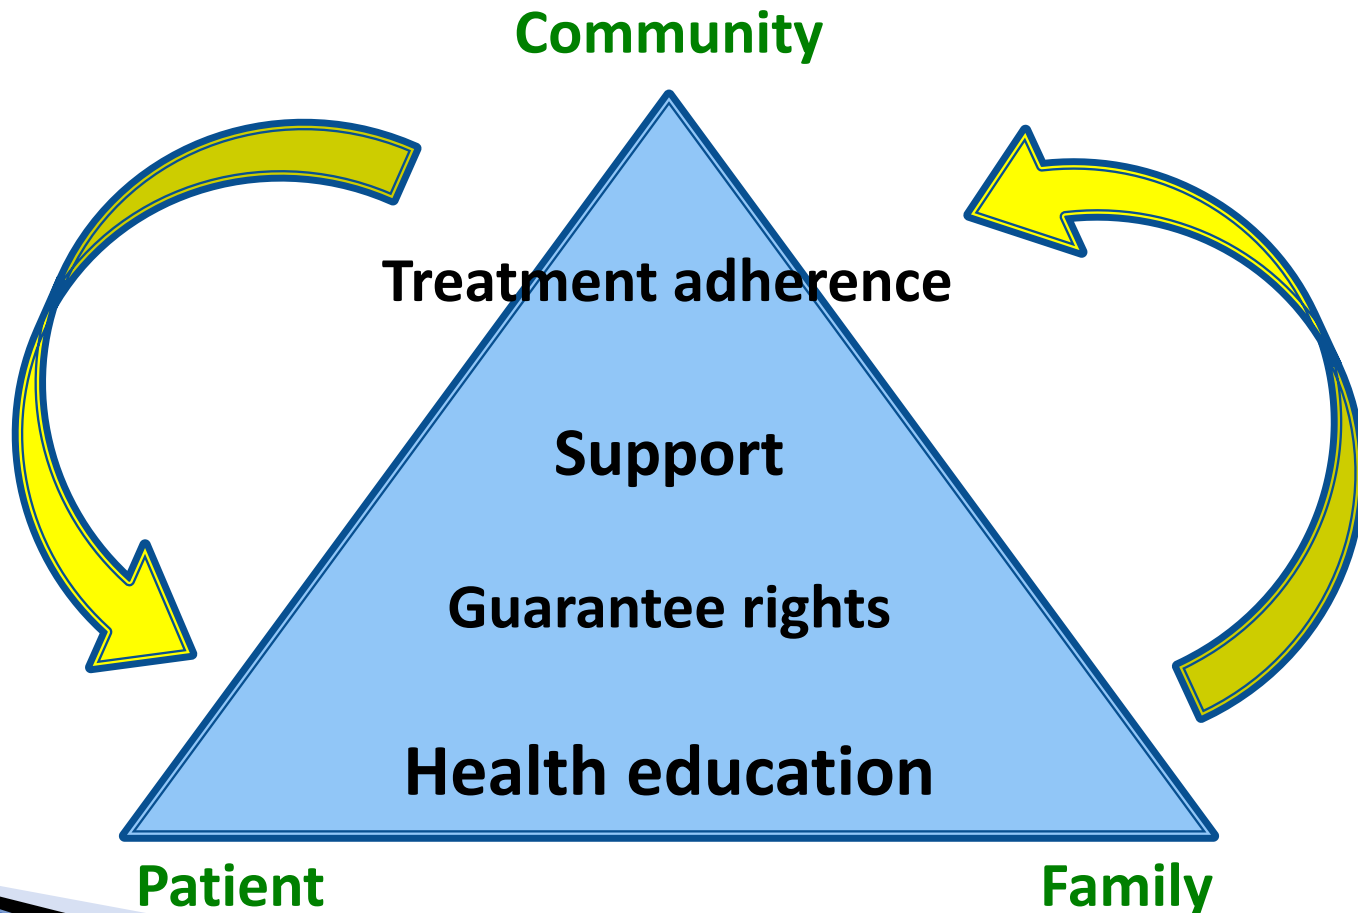 Community
Treatment adherence
Support
Guarantee rights
Health education
Patient
Family